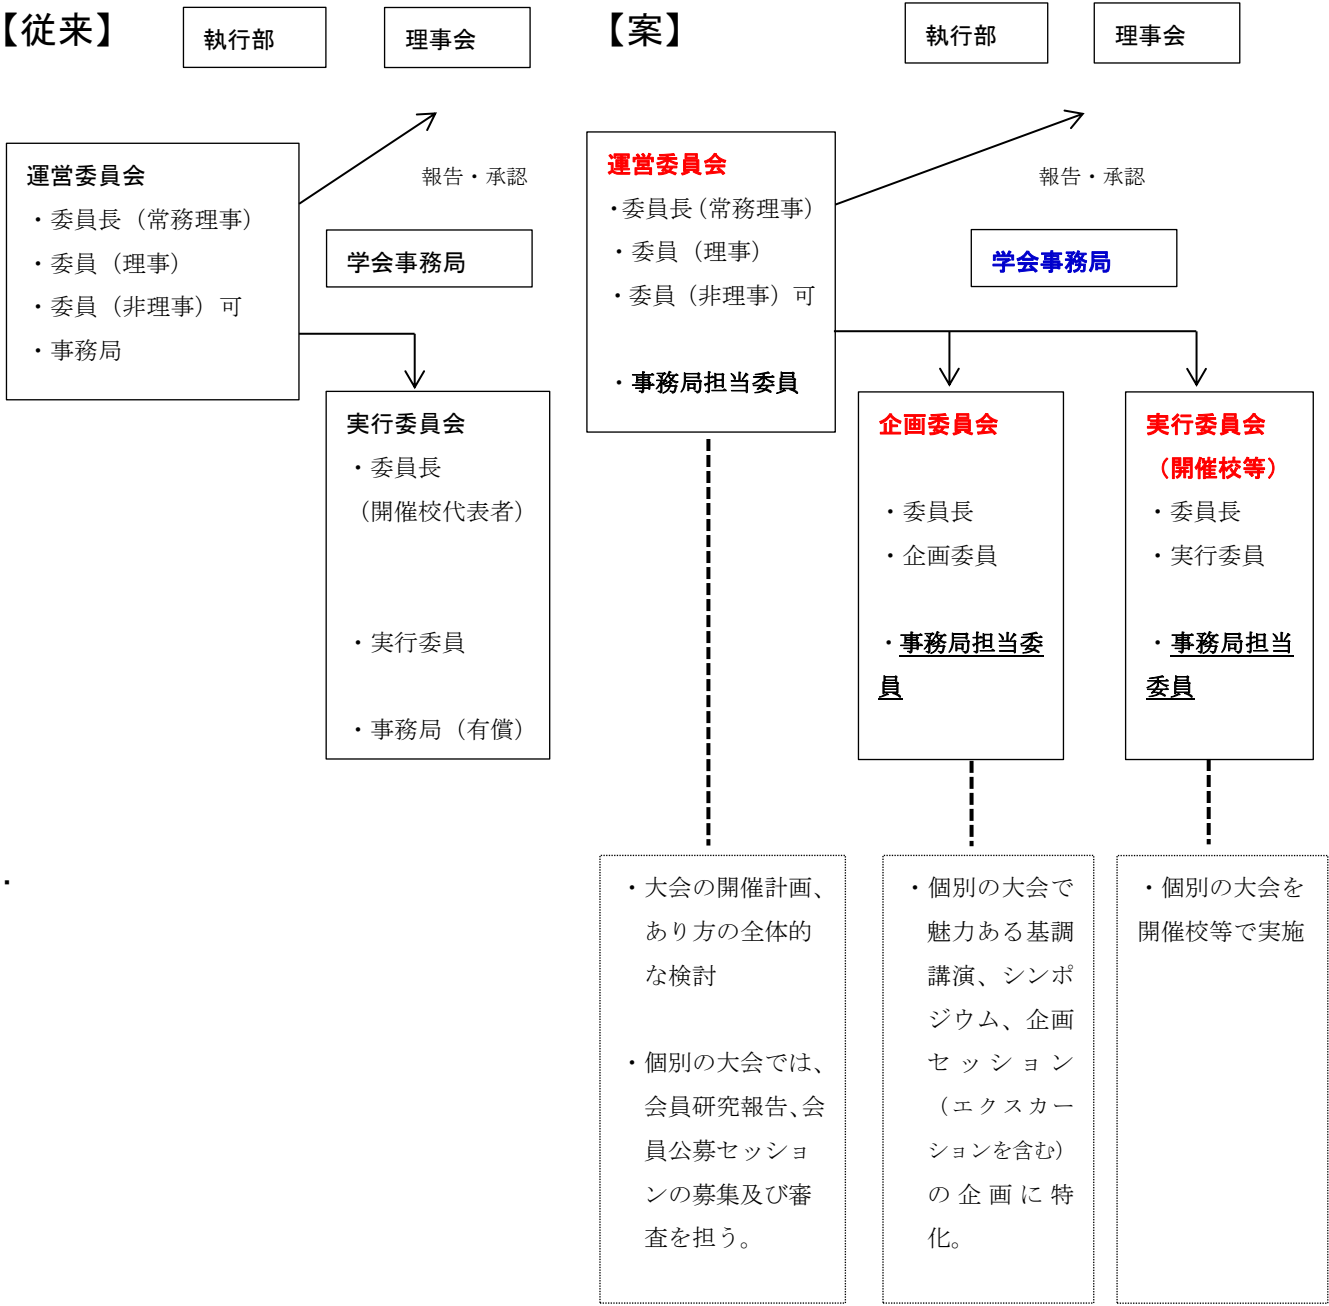 【従来】
執行部
理事会
報告・承認
運営委員会
・委員長（常務理事）
・委員（理事）
・委員（非理事）可
・事務局
学会事務局
実行委員会
・委員長
（開催校代表者）
・実行委員
・事務局（有償）
.
【案】
執行部
理事会
報告・承認
運営委員会
・委員長（常務理事）
・委員（理事）
・委員（非理事）可
・事務局担当委員
学会事務局
企画委員会
・委員長
・企画委員
・事務局担当委
員
実行委員会
（開催校等）
・委員長
・実行委員
・事務局担当
委員
・大会の開催計画、
あり方の全体的
な検討
・個別の大会では、
会員研究報告、会
員公募セッショ
ンの募集及び審
査を担う。
・個別の大会で
魅力ある基調
講演、シンポ
ジウム、企画
セッション
（エクスカー
ションを含む）
の企画に特
化。
・個別の大会を
開催校等で実施